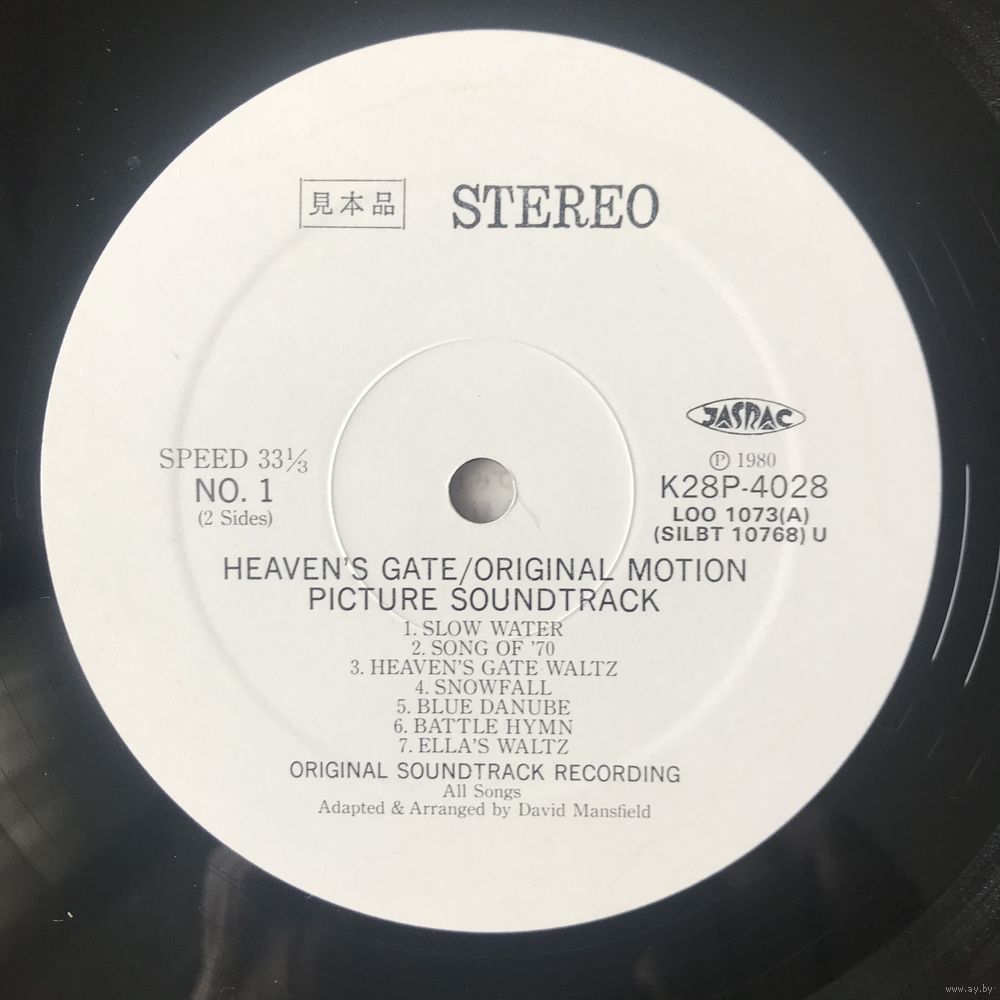 見本品 STEREO
JASRAC
SPEED 33⅓
NO. 1
(2 Sides)
Ⓟ 1980
K28P-4028
LOO 1073(A)
(SILBT 10768) U
HEAVEN'S GATE/ORIGINAL MOTION
PICTURE SOUNDTRACK
1. SLOW WATER
2. SONG OF '70
3. HEAVEN'S GATE WALTZ
4. SNOWFALL
5. BLUE DANUBE
6. BATTLE HYMN
7. ELLA'S WALTZ
ORIGINAL SOUNDTRACK RECORDING
All Songs
Adapted & Arranged by David Mansfield
www.ay.by